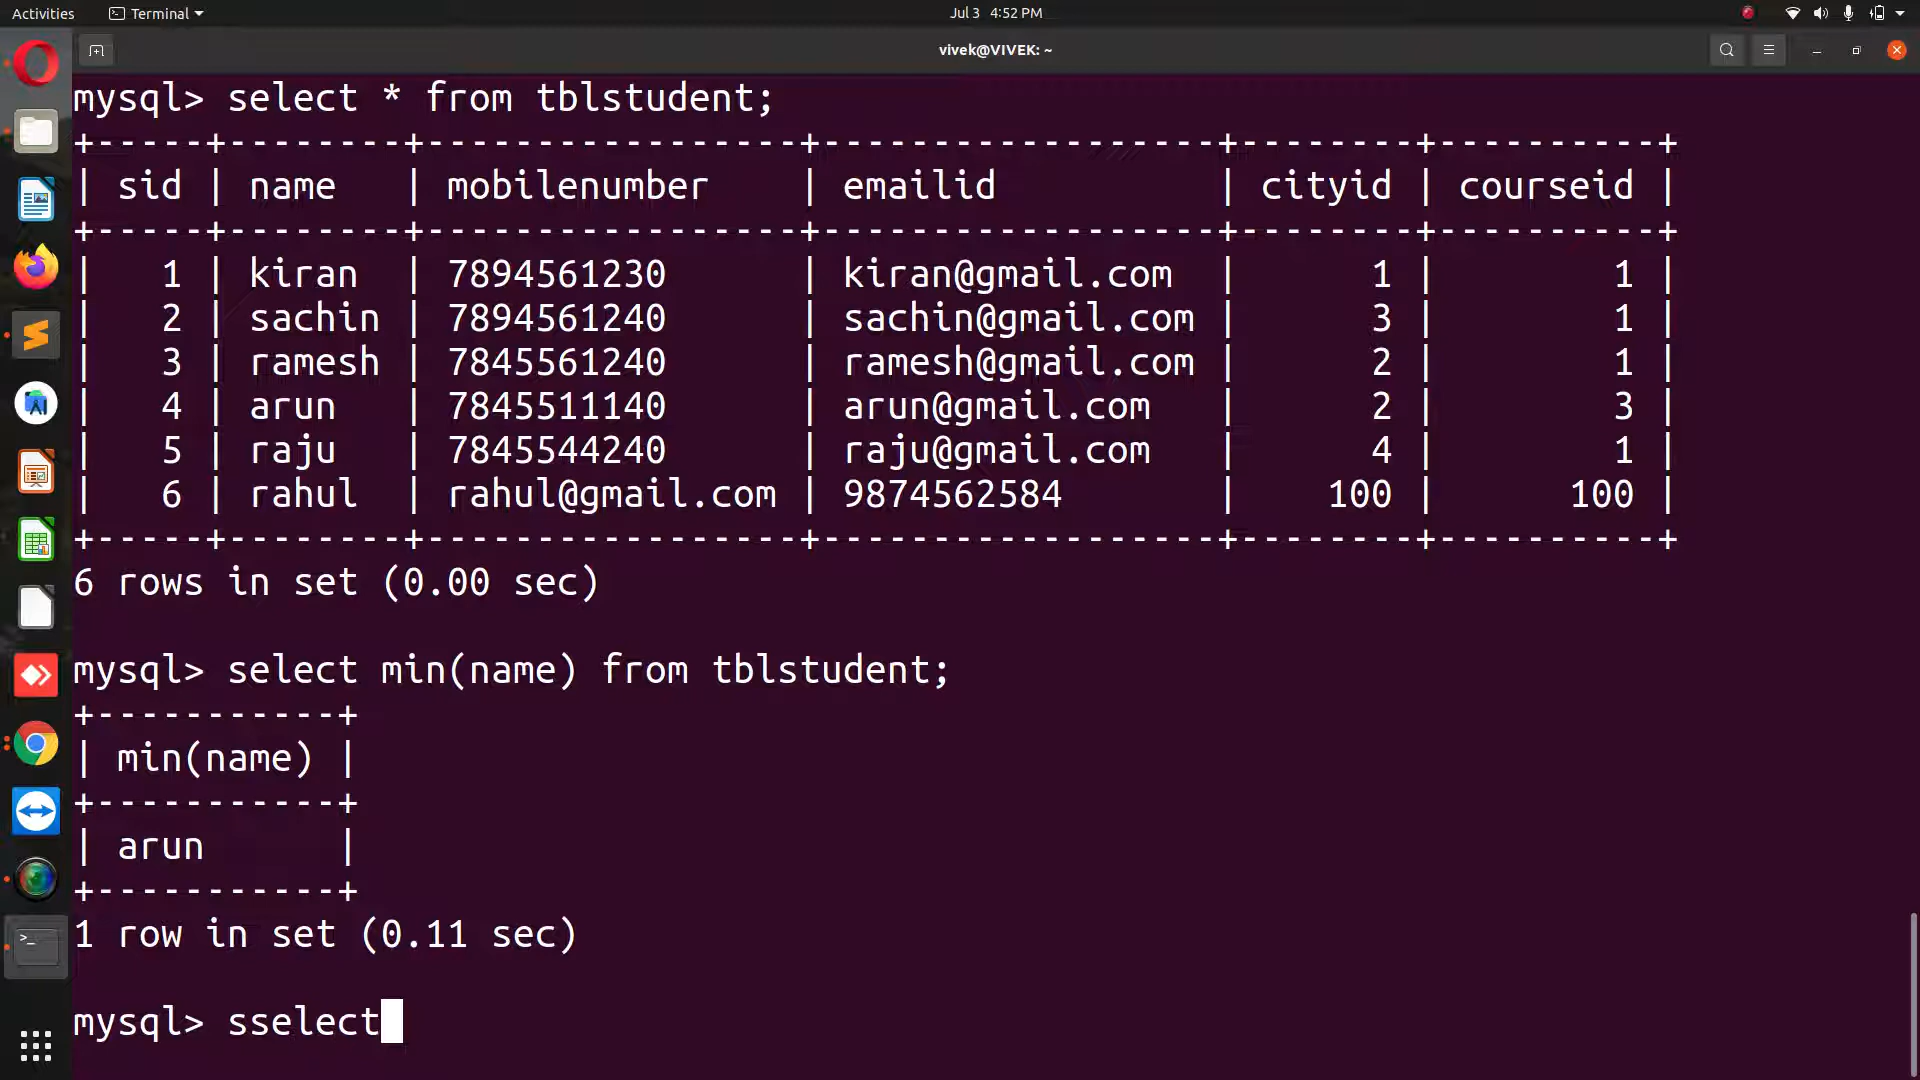 Activities Terminal Jul 3 4:52 PM
vivek@VIVEK: ~
mysql> select * from tblstudent;
+-----+--------+-----------------+------------------+--------+----------+
| sid | name   | mobilenumber    | emailid          | cityid | courseid |
+-----+--------+-----------------+------------------+--------+----------+
|   1 | kiran  | 7894561230      | kiran@gmail.com  |      1 |        1 |
|   2 | sachin | 7894561240      | sachin@gmail.com |      3 |        1 |
|   3 | ramesh | 7845561240      | ramesh@gmail.com |      2 |        1 |
|   4 | arun   | 7845511140      | arun@gmail.com   |      2 |        3 |
|   5 | raju   | 7845544240      | raju@gmail.com   |      4 |        1 |
|   6 | rahul  | rahul@gmail.com | 9874562584       |    100 |      100 |
+-----+--------+-----------------+------------------+--------+----------+
6 rows in set (0.00 sec)
mysql> select min(name) from tblstudent;
+-----------+
| min(name) |
+-----------+
| arun      |
+-----------+
1 row in set (0.11 sec)
mysql> sselect